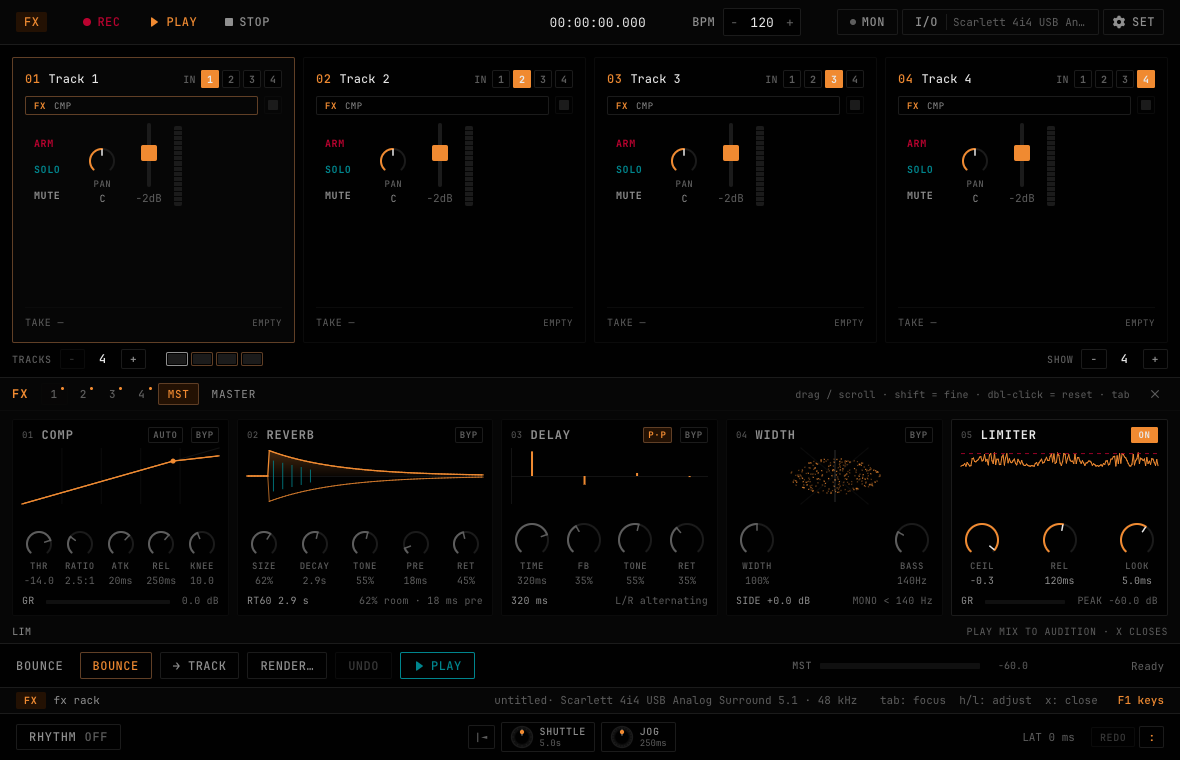 FX REC PLAY STOP 00:00:00.000 BPM - 120 + MON I/O Scarlett 4i4 USB An… SET
01 Track 1 IN 1 2 3 4
FX CMP
ARM
SOLO
MUTE
PAN
C
-2dB
TAKE — EMPTY
02 Track 2 IN 1 2 3 4
FX CMP
ARM
SOLO
MUTE
PAN
C
-2dB
TAKE — EMPTY
03 Track 3 IN 1 2 3 4
FX CMP
ARM
SOLO
MUTE
PAN
C
-2dB
TAKE — EMPTY
04 Track 4 IN 1 2 3 4
FX CMP
ARM
SOLO
MUTE
PAN
C
-2dB
TAKE — EMPTY
TRACKS - 4 + SHOW - 4 +
FX 1 2 3 4 MST MASTER drag / scroll · shift = fine · dbl-click = reset · tab ×
01 COMP AUTO BYP
THR RATIO ATK REL KNEE
-14.0 2.5:1 20ms 250ms 10.0
GR 0.0 dB
02 REVERB BYP
SIZE DECAY TONE PRE RET
62% 2.9s 55% 18ms 45%
RT60 2.9 s 62% room · 18 ms pre
03 DELAY P·P BYP
TIME FB TONE RET
320ms 35% 55% 35%
320 ms L/R alternating
04 WIDTH BYP
WIDTH BASS
100% 140Hz
SIDE +0.0 dB MONO < 140 Hz
05 LIMITER ON
CEIL REL LOOK
-0.3 120ms 5.0ms
GR PEAK -60.0 dB
LIM PLAY MIX TO AUDITION · X CLOSES
BOUNCE BOUNCE → TRACK RENDER… UNDO PLAY MST -60.0 Ready
FX fx rack untitled· Scarlett 4i4 USB Analog Surround 5.1 · 48 kHz tab: focus h/l: adjust x: close F1 keys
RHYTHM OFF |⇥ SHUTTLE 5.0s JOG 250ms LAT 0 ms REDO :